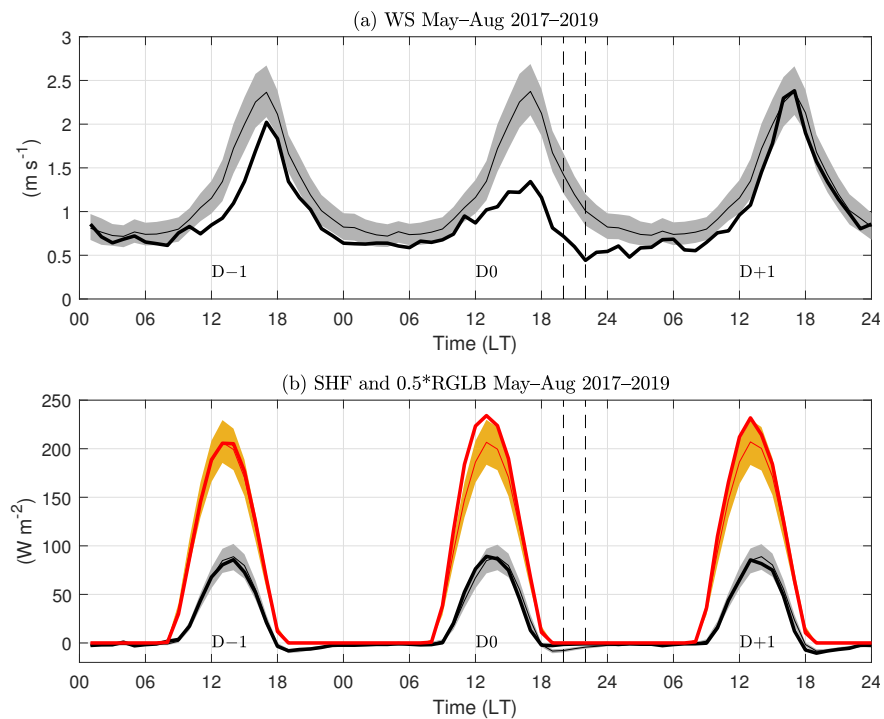 (a) WS May–Aug 2017–2019
3
2.5
2
1.5
1
0.5
0
(m s-1)
D−1 D0 D+1
00 06 12 18 00 06 12 18 24 06 12 18 24
Time (LT)
(b) SHF and 0.5*RGLB May–Aug 2017–2019
250
200
150
100
50
0
(W m-2)
D−1 D0 D+1
00 06 12 18 00 06 12 18 24 06 12 18 24
Time (LT)